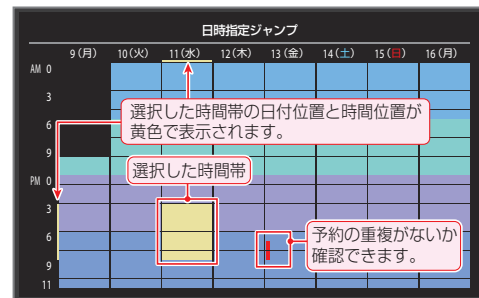 日時指定ジャンプ
9(月) 10(火) 11(水) 12(木) 13(金) 14(土) 15(日) 16(月)
AM 0
3
選択した時間帯の日付位置と時間位置が
黄色で表示されます。
6
9
選択した時間帯
PM 0
3
予約の重複がないか
確認できます。
6
9
11